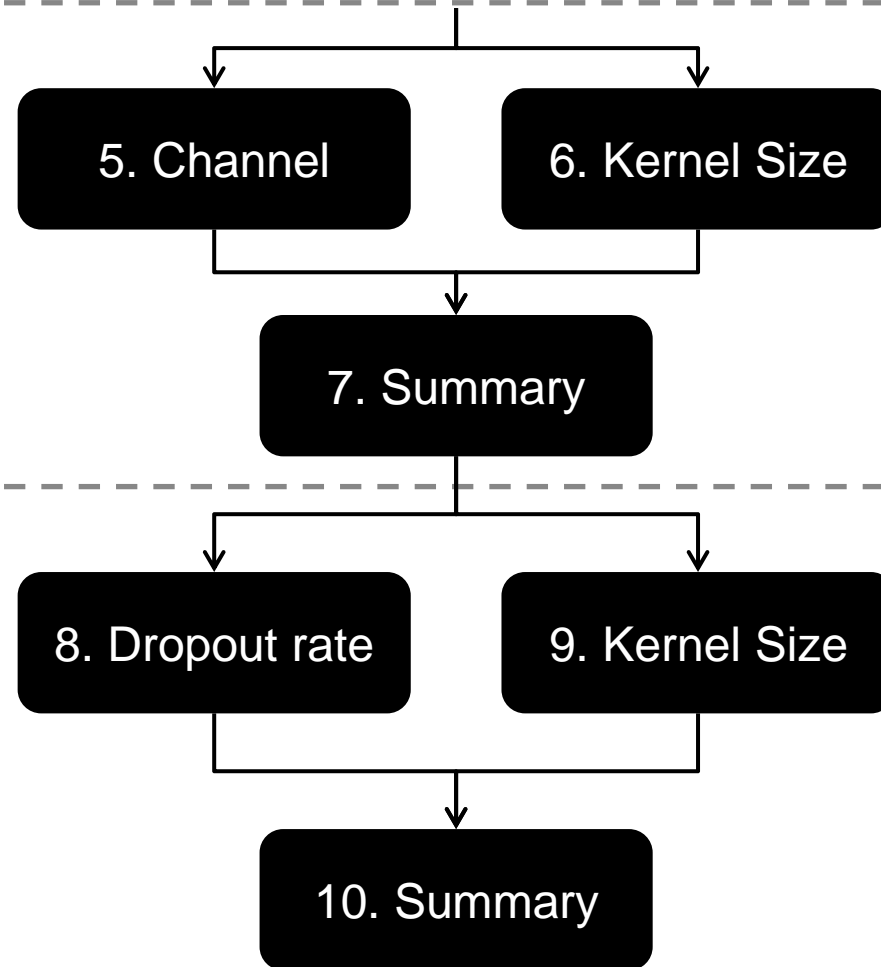 5. Channel
6. Kernel Size
7. Summary
8. Dropout rate
9. Kernel Size
10. Summary